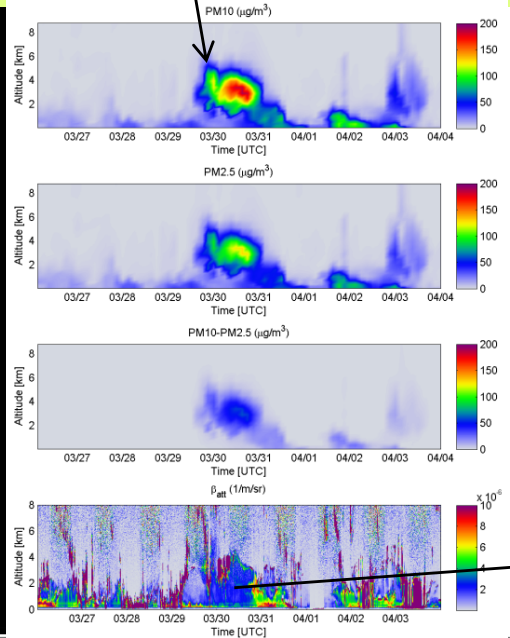 PM10 (µg/m³)
Altitude [km]
8
6
4
2
200
150
100
50
0
03/27 03/28 03/29 03/30 03/31 04/01 04/02 04/03 04/04
Time [UTC]
PM2.5 (µg/m³)
Altitude [km]
8
6
4
2
200
150
100
50
0
03/27 03/28 03/29 03/30 03/31 04/01 04/02 04/03 04/04
Time [UTC]
PM10-PM2.5 (µg/m³)
Altitude [km]
8
6
4
2
200
150
100
50
0
03/27 03/28 03/29 03/30 03/31 04/01 04/02 04/03 04/04
Time [UTC]
βatt (1/m/sr)
x 10⁻⁶
Altitude [km]
8
6
4
2
0
10
8
6
4
2
03/27 03/28 03/29 03/30 03/31 04/01 04/02 04/03
Time [UTC]